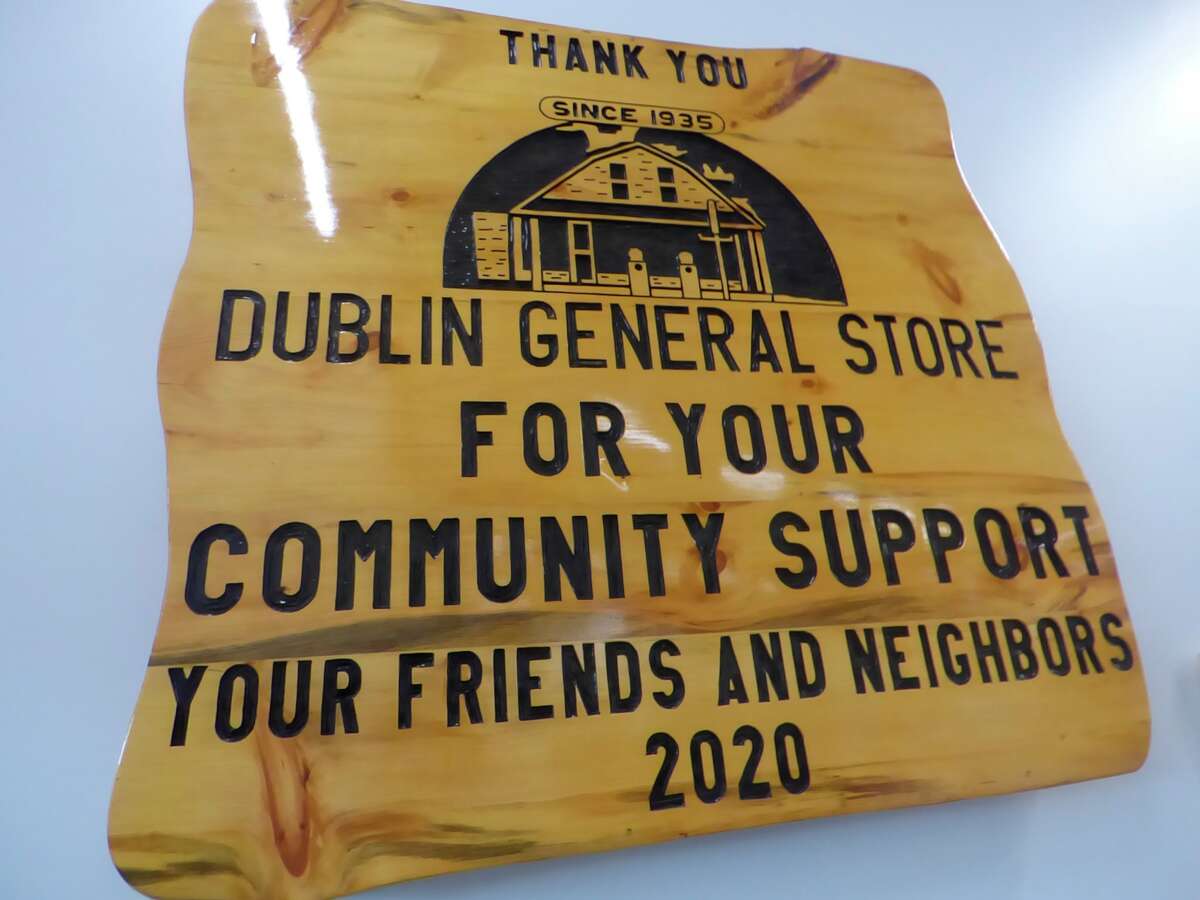 THANK YOU
SINCE 1935
DUBLIN GENERAL STORE
FOR YOUR
COMMUNITY SUPPORT
YOUR FRIENDS AND NEIGHBORS
2020